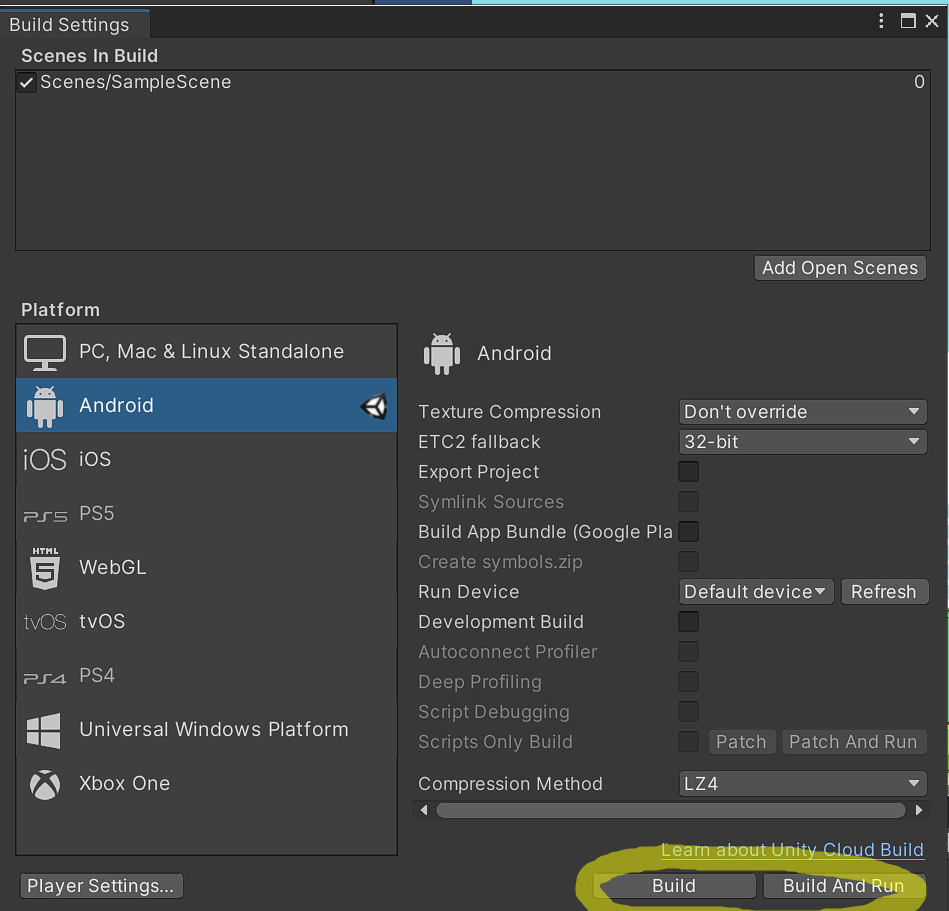 Build Settings
Scenes In Build
Scenes/SampleScene 0
Add Open Scenes
Platform
PC, Mac & Linux Standalone
Android
iOS iOS
PS5 PS5
HTML
5 WebGL
tvOS tvOS
PS4 PS4
Universal Windows Platform
Xbox One
Android
Texture Compression Don't override
ETC2 fallback 32-bit
Export Project
Symlink Sources
Build App Bundle (Google Pla
Create symbols.zip
Run Device Default device Refresh
Development Build
Autoconnect Profiler
Deep Profiling
Script Debugging
Scripts Only Build Patch Patch And Run
Compression Method LZ4
Learn about Unity Cloud Build
Player Settings... Build Build And Run